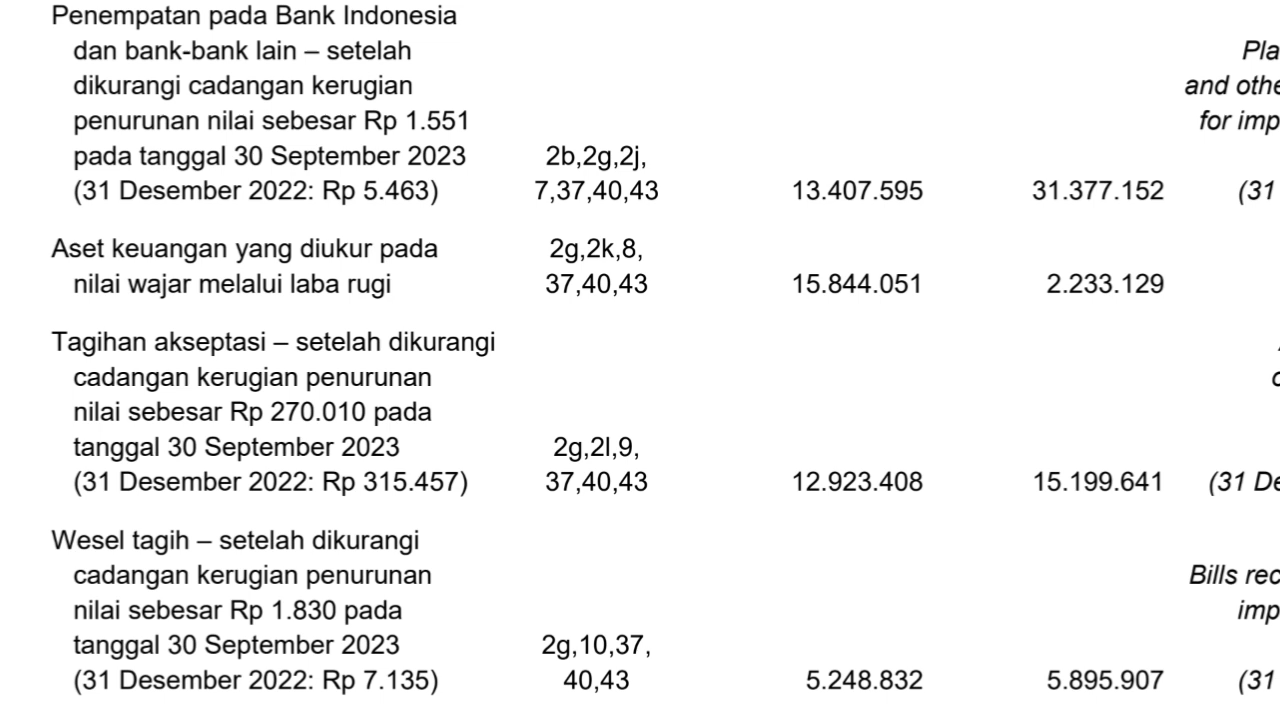 Penempatan pada Bank Indonesia
dan bank-bank lain – setelah
dikurangi cadangan kerugian
penurunan nilai sebesar Rp 1.551
pada tanggal 30 September 2023 2b,2g,2j,
(31 Desember 2022: Rp 5.463) 7,37,40,43 13.407.595 31.377.152 (31
Aset keuangan yang diukur pada 2g,2k,8,
nilai wajar melalui laba rugi 37,40,43 15.844.051 2.233.129
Tagihan akseptasi – setelah dikurangi
cadangan kerugian penurunan
nilai sebesar Rp 270.010 pada
tanggal 30 September 2023 2g,2l,9,
(31 Desember 2022: Rp 315.457) 37,40,43 12.923.408 15.199.641 (31
Wesel tagih – setelah dikurangi
cadangan kerugian penurunan Bills
nilai sebesar Rp 1.830 pada
tanggal 30 September 2023 2g,10,37,
(31 Desember 2022: Rp 7.135) 40,43 5.248.832 5.895.907 (31
and
for